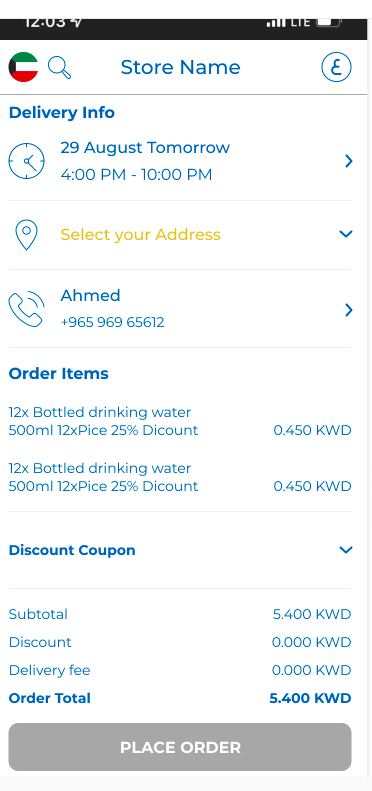 12:03
LTE
Store Name
ع
Delivery Info
29 August Tomorrow
4:00 PM - 10:00 PM
Select your Address
Ahmed
+965 969 65612
Order Items
12x Bottled drinking water
500ml 12xPice 25% Dicount 0.450 KWD
12x Bottled drinking water
500ml 12xPice 25% Dicount 0.450 KWD
Discount Coupon
Subtotal 5.400 KWD
Discount 0.000 KWD
Delivery fee 0.000 KWD
Order Total 5.400 KWD
PLACE ORDER